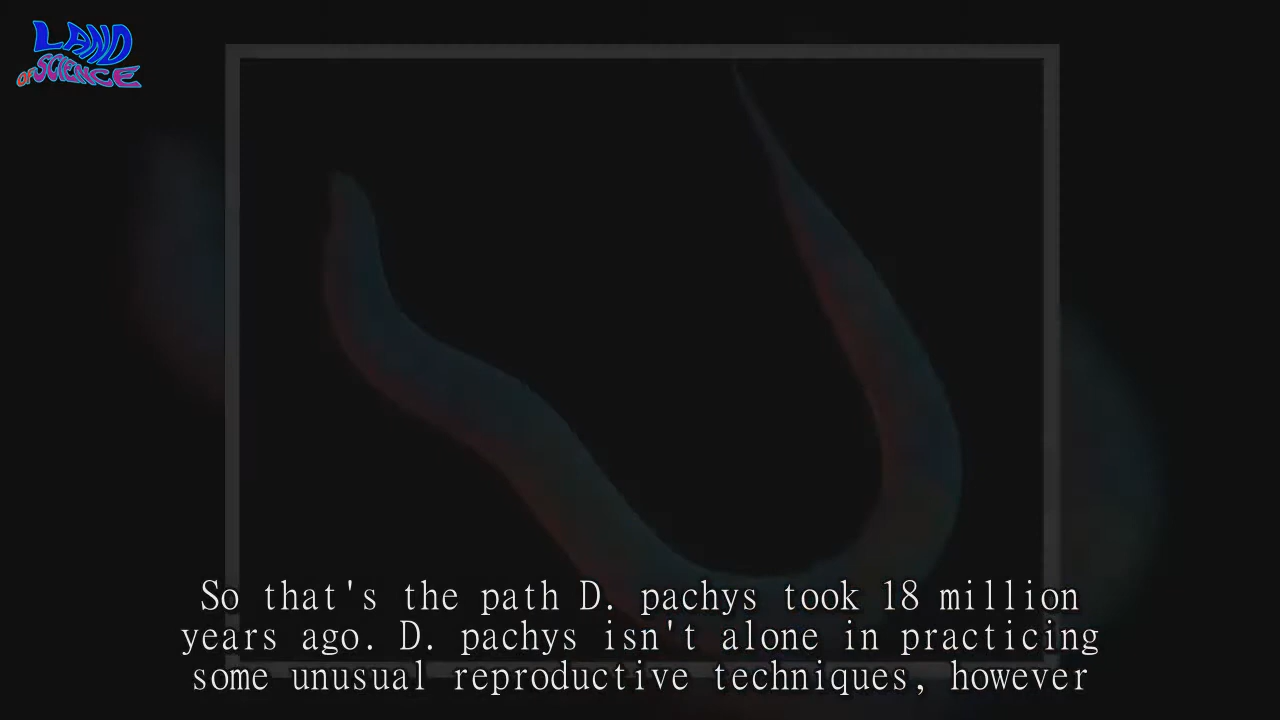 LAND
OF SCIENCE
So that's the path D. pachys took 18 million
years ago. D. pachys isn't alone in practicing
some unusual reproductive techniques, however